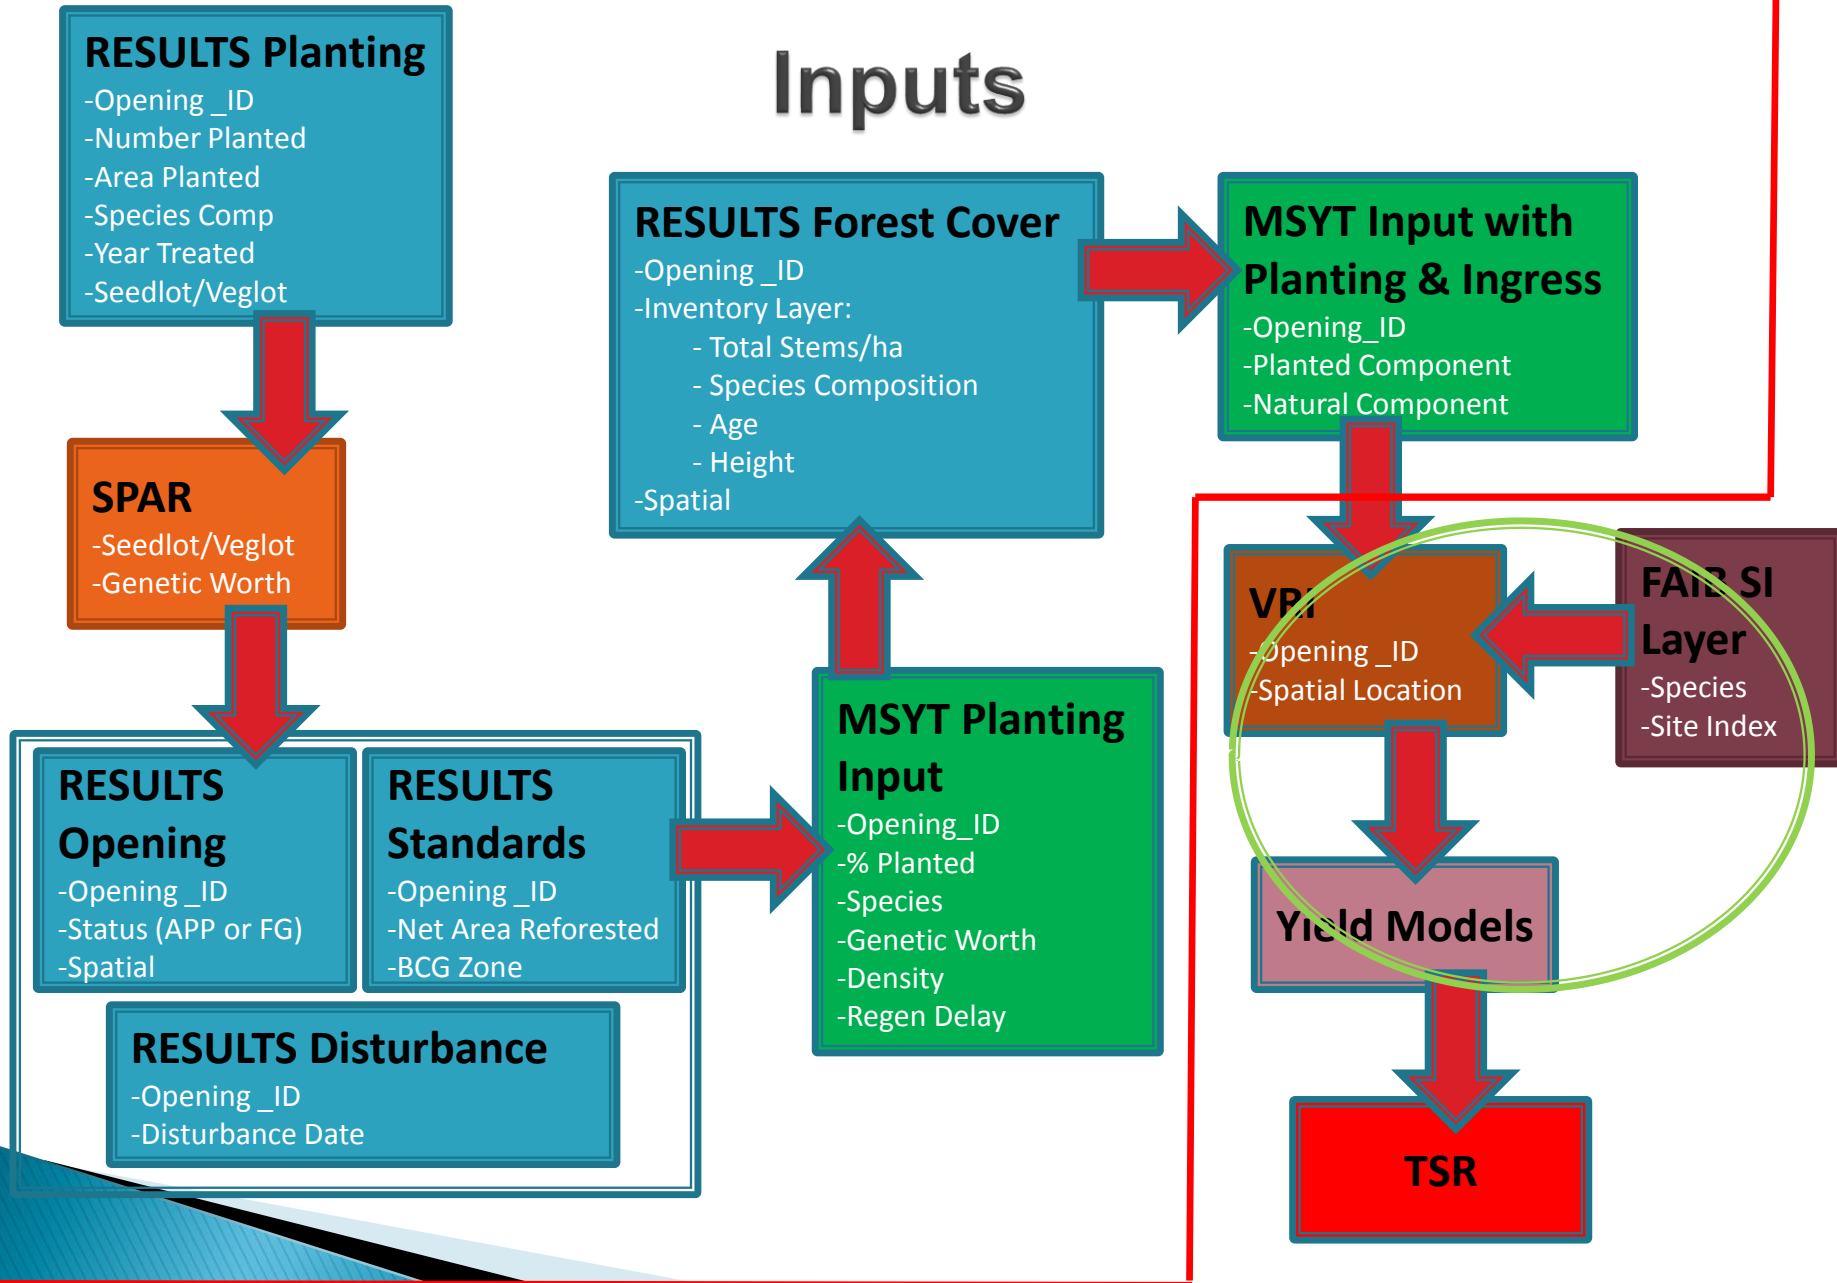 Inputs
RESULTS Planting
-Opening _ID
-Number Planted
-Area Planted
-Species Comp
-Year Treated
-Seedlot/Veglot
SPAR
-Seedlot/Veglot
-Genetic Worth
RESULTS
Opening
-Opening _ID
-Status (APP or FG)
-Spatial
RESULTS
Standards
-Opening _ID
-Net Area Reforested
-BCG Zone
RESULTS Disturbance
-Opening _ID
-Disturbance Date
MSYT Planting
Input
-Opening_ID
-% Planted
-Species
-Genetic Worth
-Density
-Regen Delay
RESULTS Forest Cover
-Opening _ID
-Inventory Layer:
- Total Stems/ha
- Species Composition
- Age
- Height
-Spatial
MSYT Input with
Planting & Ingress
-Opening_ID
-Planted Component
-Natural Component
VRI
-Opening _ID
-Spatial Location
FAIB SI
Layer
-Species
-Site Index
Yield Models
TSR